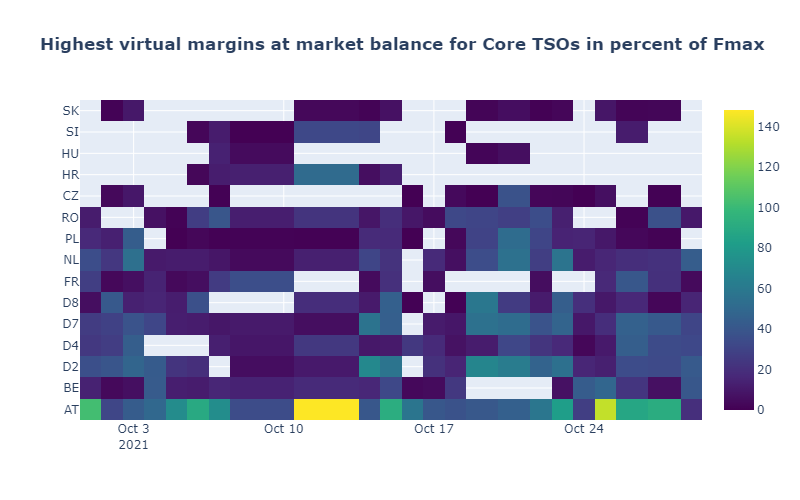 Highest virtual margins at market balance for Core TSOs in percent of Fmax
SK
SI
HU
HR
CZ
RO
PL
NL
FR
D8
D7
D4
D2
BE
AT
Oct 3
2021
Oct 10
Oct 17
Oct 24
140
120
100
80
60
40
20
0